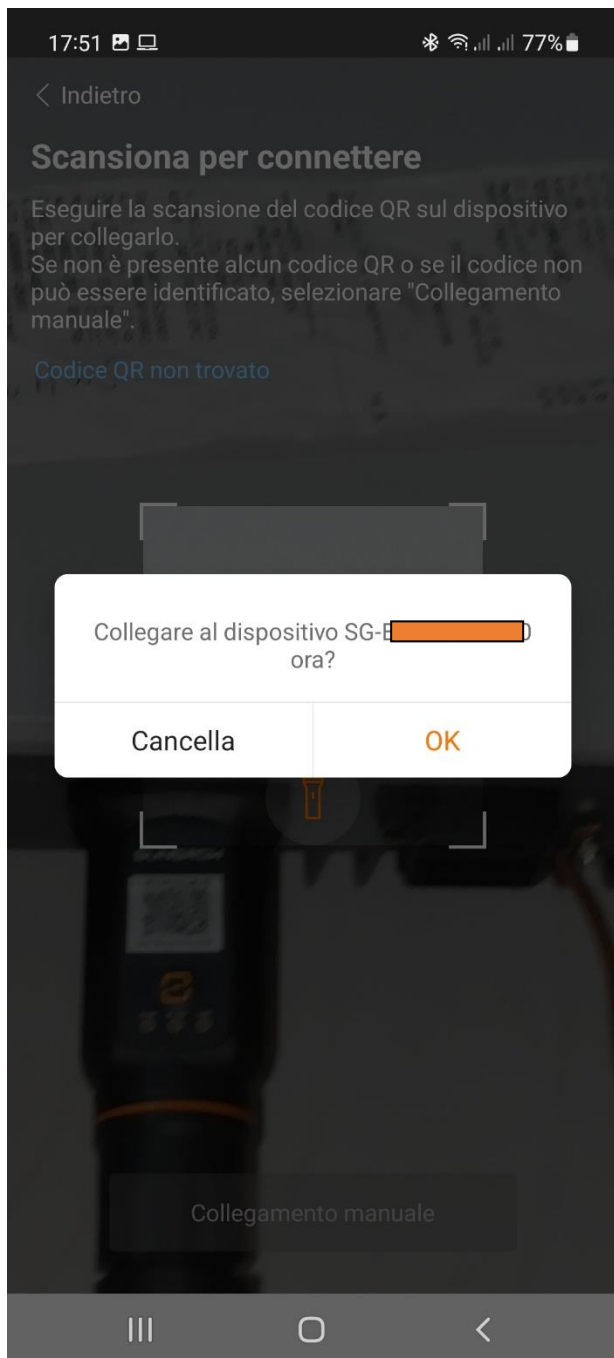 17:51
77%
< Indietro
Scansiona per connettere
Eseguire la scansione del codice QR sul dispositivo
per collegarlo.
Se non è presente alcun codice QR o se il codice non
può essere identificato, selezionare "Collegamento
manuale".
Codice QR non trovato
Collegare al dispositivo SG-
ora?
Cancella
OK
Collegamento manuale